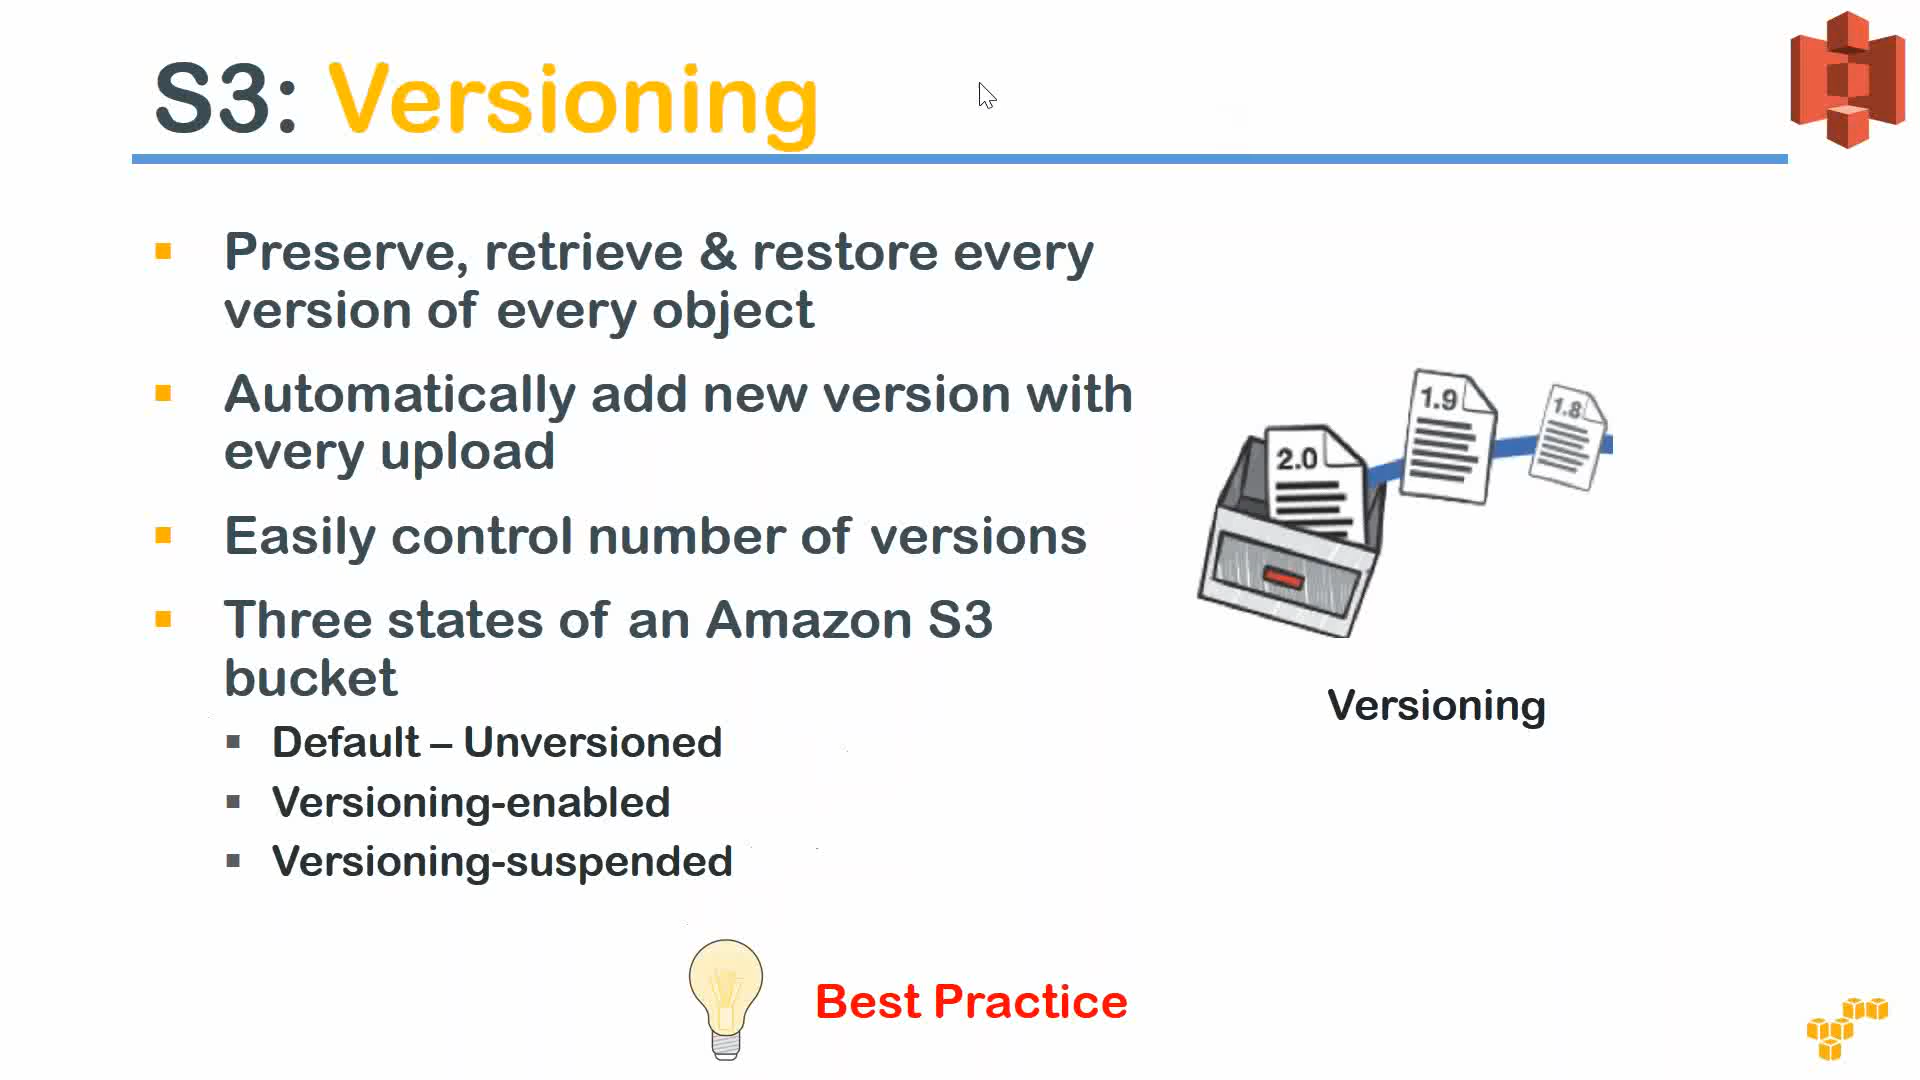 S3: Versioning
Preserve, retrieve & restore every
version of every object
Automatically add new version with
every upload
Easily control number of versions
Three states of an Amazon S3
bucket
Default – Unversioned
Versioning-enabled
Versioning-suspended
2.0
1.9
1.8
Versioning
Best Practice